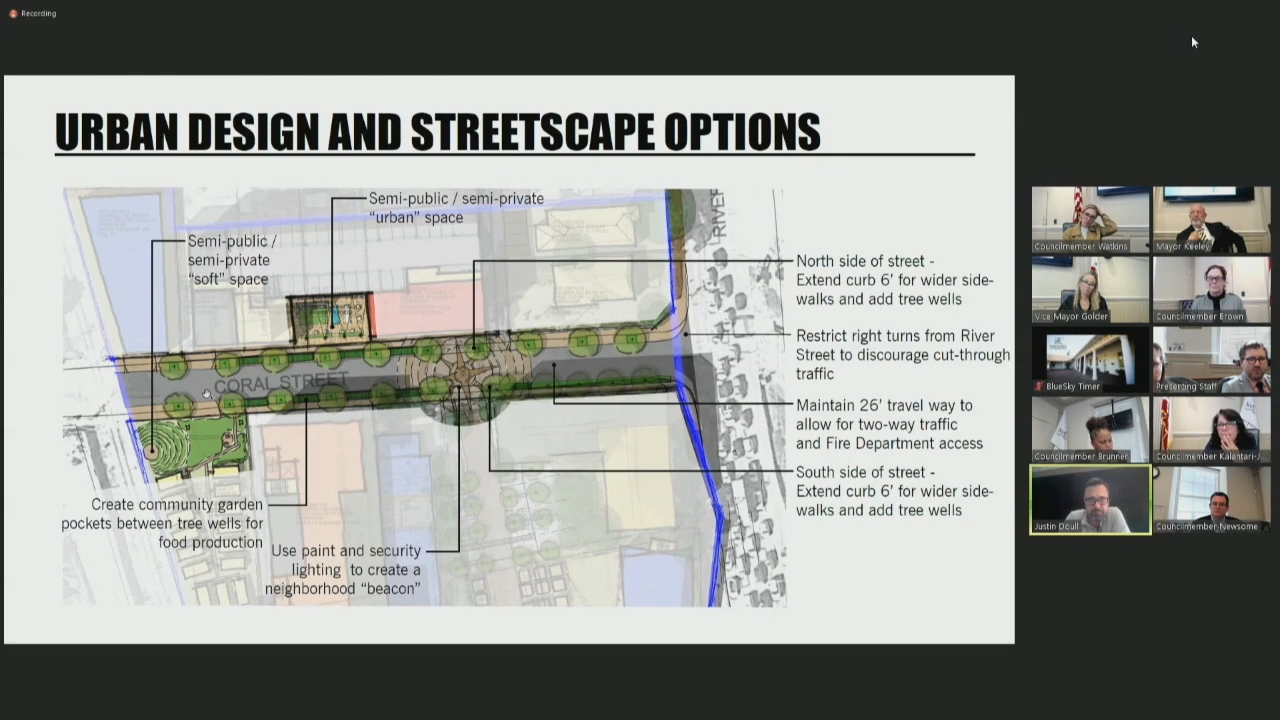 Recording
URBAN DESIGN AND STREETSCAPE OPTIONS
Semi-public / semi-private
“urban” space
Semi-public /
semi-private
“soft” space
RIVER
North side of street -
Extend curb 6’ for wider side-
walks and add tree wells
Restrict right turns from River
Street to discourage cut-through
traffic
CORAL STREET
Maintain 26’ travel way to
allow for two-way traffic
and Fire Department access
South side of street -
Extend curb 6’ for wider side-
walks and add tree wells
Create community garden
pockets between tree wells for
food production
Use paint and security
lighting to create a
neighborhood “beacon”
Councilmember Watkins
Mayor Keeley
Vice Mayor Golder
Councilmember Brown
BlueSky Timer
Presenting Staff
Councilmember Brunner
Councilmember Kalantari-J...
Justin Doull
Councilmember Newsome